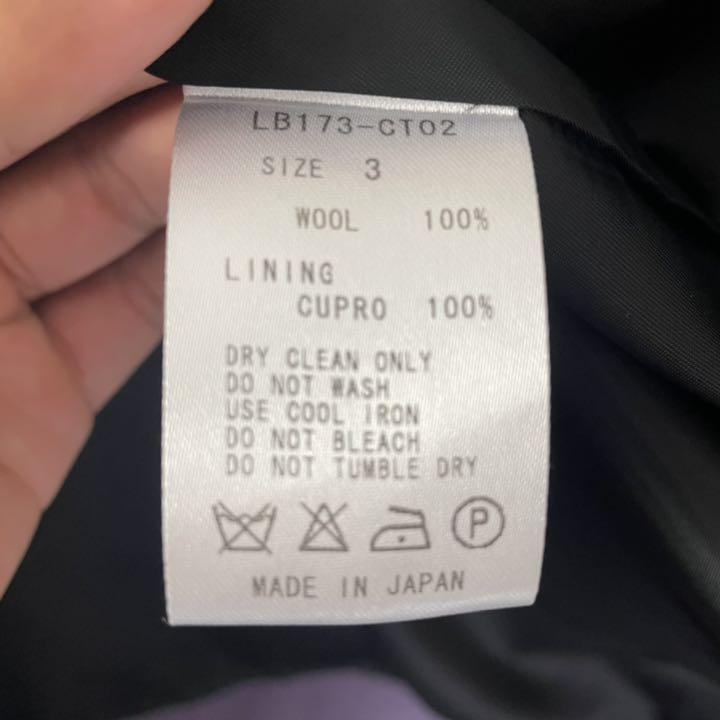 LB173-CT02
SIZE 3
WOOL 100%
LINING
CUPRO 100%
DRY CLEAN ONLY
DO NOT WASH
USE COOL IRON
DO NOT BLEACH
DO NOT TUMBLE DRY
P
MADE IN JAPAN